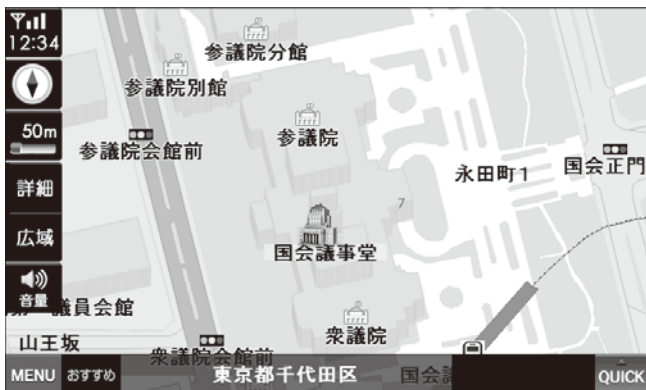 12:34
参議院分館
参議院別館
50m
参議院会館前
参議院
国会正門
永田町1
詳細
7
広域
国会議事堂
音量
議員会館
衆議院
山王坂
衆議院会館前
MENU
おすすめ
東京都千代田区
国会
QUICK